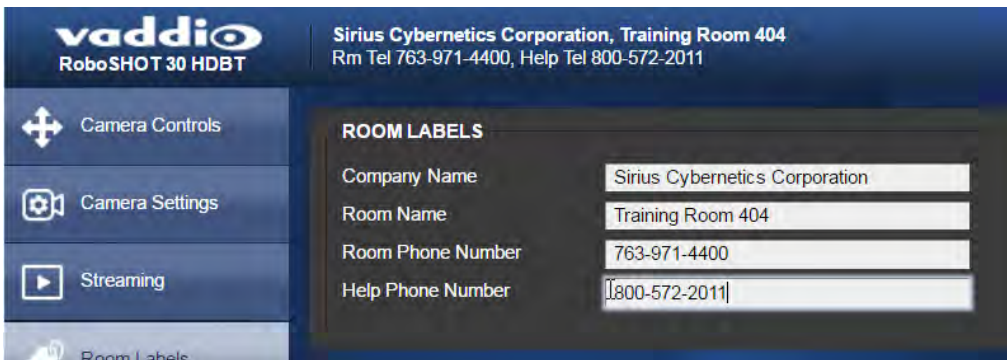 vaddio
RoboSHOT 30 HDBT
Sirius Cybernetics Corporation, Training Room 404
Rm Tel 763-971-4400, Help Tel 800-572-2011
Camera Controls
Camera Settings
Streaming
Room Labels
ROOM LABELS
Company Name Sirius Cybernetics Corporation
Room Name Training Room 404
Room Phone Number 763-971-4400
Help Phone Number 800-572-2011